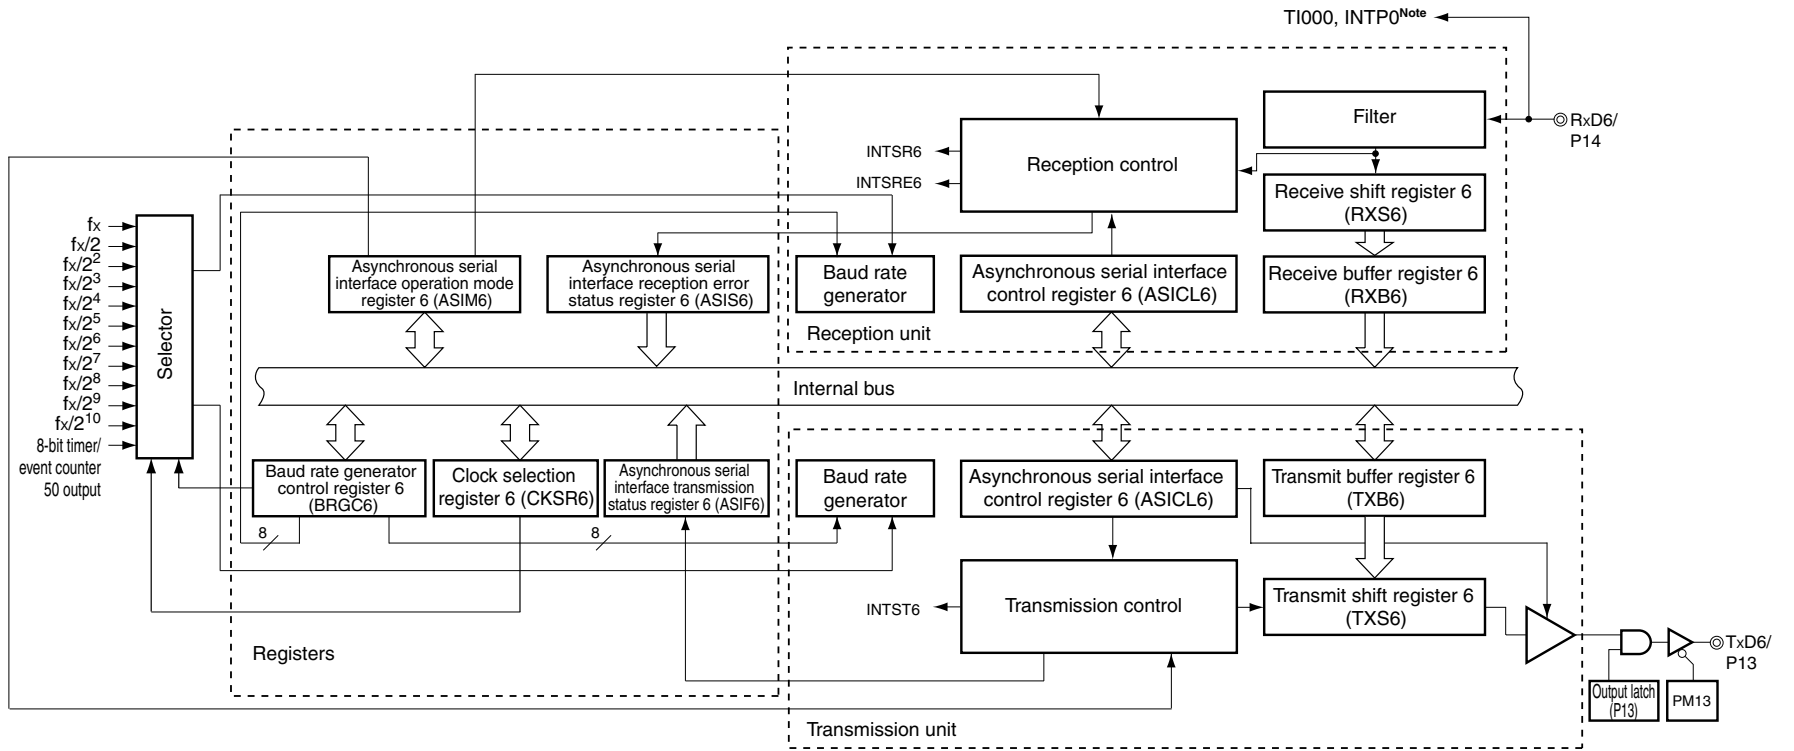 TI000, INTP0Note
Filter
RxD6/
P14
INTSR6
INTSRE6
Reception control
Receive shift register 6
(RXS6)
fX
fX/2
fX/2²
fX/2³
fX/2⁴
fX/2⁵
fX/2⁶
fX/2⁷
fX/2⁸
fX/2⁹
fX/2¹⁰
8-bit timer/
event counter
50 output
Selector
Asynchronous serial
interface operation mode
register 6 (ASIM6)
Asynchronous serial
interface reception error
status register 6 (ASIS6)
Baud rate
generator
Asynchronous serial interface
control register 6 (ASICL6)
Receive buffer register 6
(RXB6)
Reception unit
Internal bus
Baud rate generator
control register 6
(BRGC6)
Clock selection
register 6 (CKSR6)
Asynchronous serial
interface transmission
status register 6 (ASIF6)
Baud rate
generator
Asynchronous serial interface
control register 6 (ASICL6)
Transmit buffer register 6
(TXB6)
8
8
INTST6
Transmission control
Transmit shift register 6
(TXS6)
Registers
TxD6/
P13
Output latch
(P13)
PM13
Transmission unit